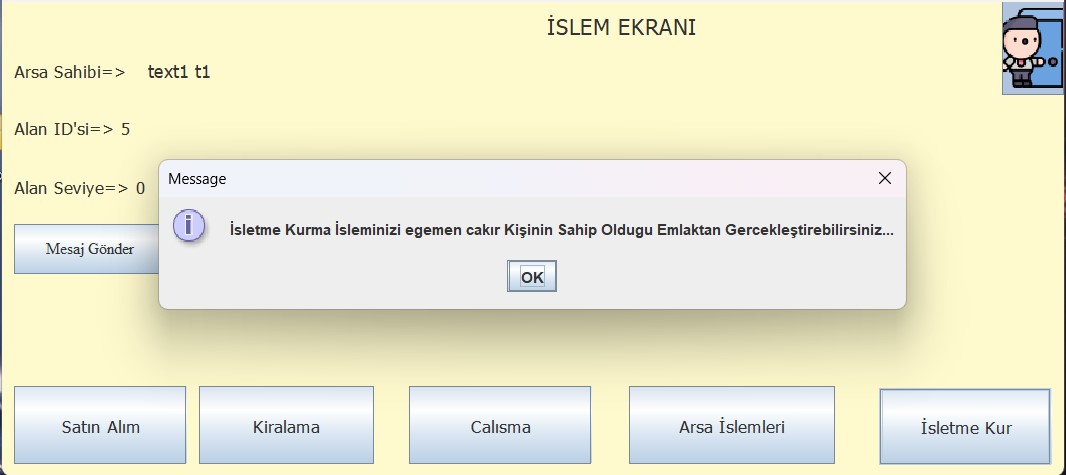 İSLEM EKRANI
Arsa Sahibi=> text1 t1
Alan ID'si=> 5
Alan Seviye=> 0
Message
İsletme Kurma İsleminizi egemen cakır Kişinin Sahip Oldugu Emlaktan Gercekleştirebilirsiniz...
OK
Mesaj Gönder
Satın Alım
Kiralama
Calısma
Arsa İslemleri
İsletme Kur